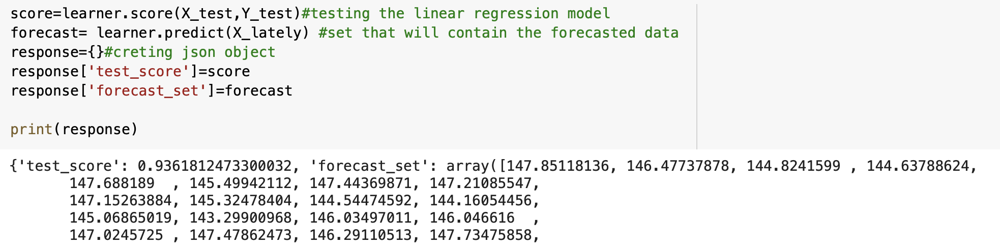 score=learner.score(X_test,Y_test)#testing the linear regression model
forecast= learner.predict(X_lately) #set that will contain the forecasted data
response={}#creting json object
response['test_score']=score
response['forecast_set']=forecast
print(response)
{'test_score': 0.9361812473300032, 'forecast_set': array([147.85118136, 146.47737878, 144.8241599 , 144.63788624,
147.688189  , 145.49942112, 147.44369871, 147.21085547,
147.15263884, 145.32478404, 144.54474592, 144.16054456,
145.06865019, 143.29900968, 146.03497011, 146.046616  ,
147.0245725 , 147.47862473, 146.29110513, 147.73475858,